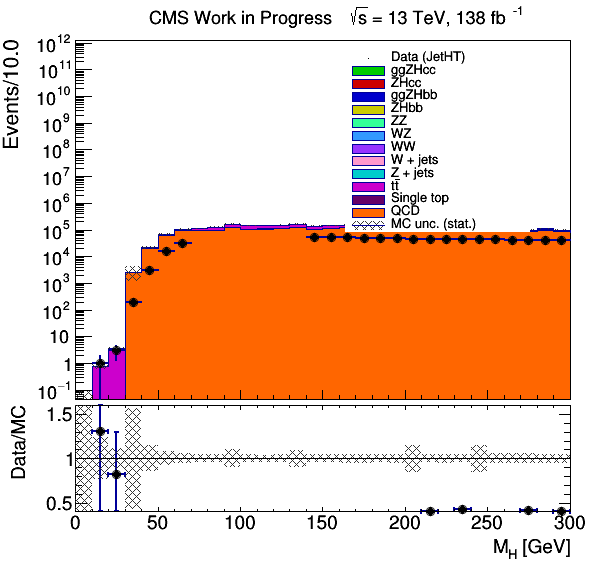 CMS Work in Progress √s = 13 TeV, 138 fb⁻¹
Events/10.0
10¹²
10¹¹
10¹⁰
10⁹
10⁸
10⁷
10⁶
10⁵
10⁴
10³
10²
10
1
10⁻¹
Data (JetHT)
ggZHcc
ZHcc
ggZHbb
ZHbb
ZZ
WZ
WW
W + jets
Z + jets
tt̄
Single top
QCD
MC unc. (stat.)
Data/MC
1.5
1
0.5
0 50 100 150 200 250 300
M_H [GeV]